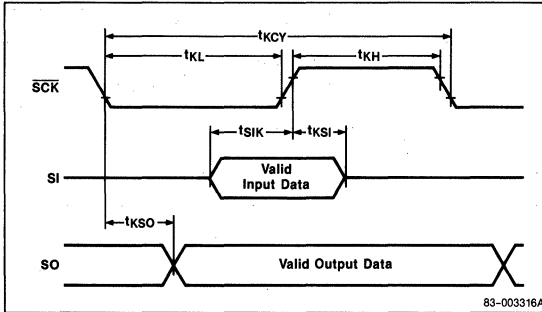 tKCY
tKL
tKH
SCK
tSIK
tKSI
SI
Valid
Input Data
tKSO
SO
Valid Output Data
83-003316A